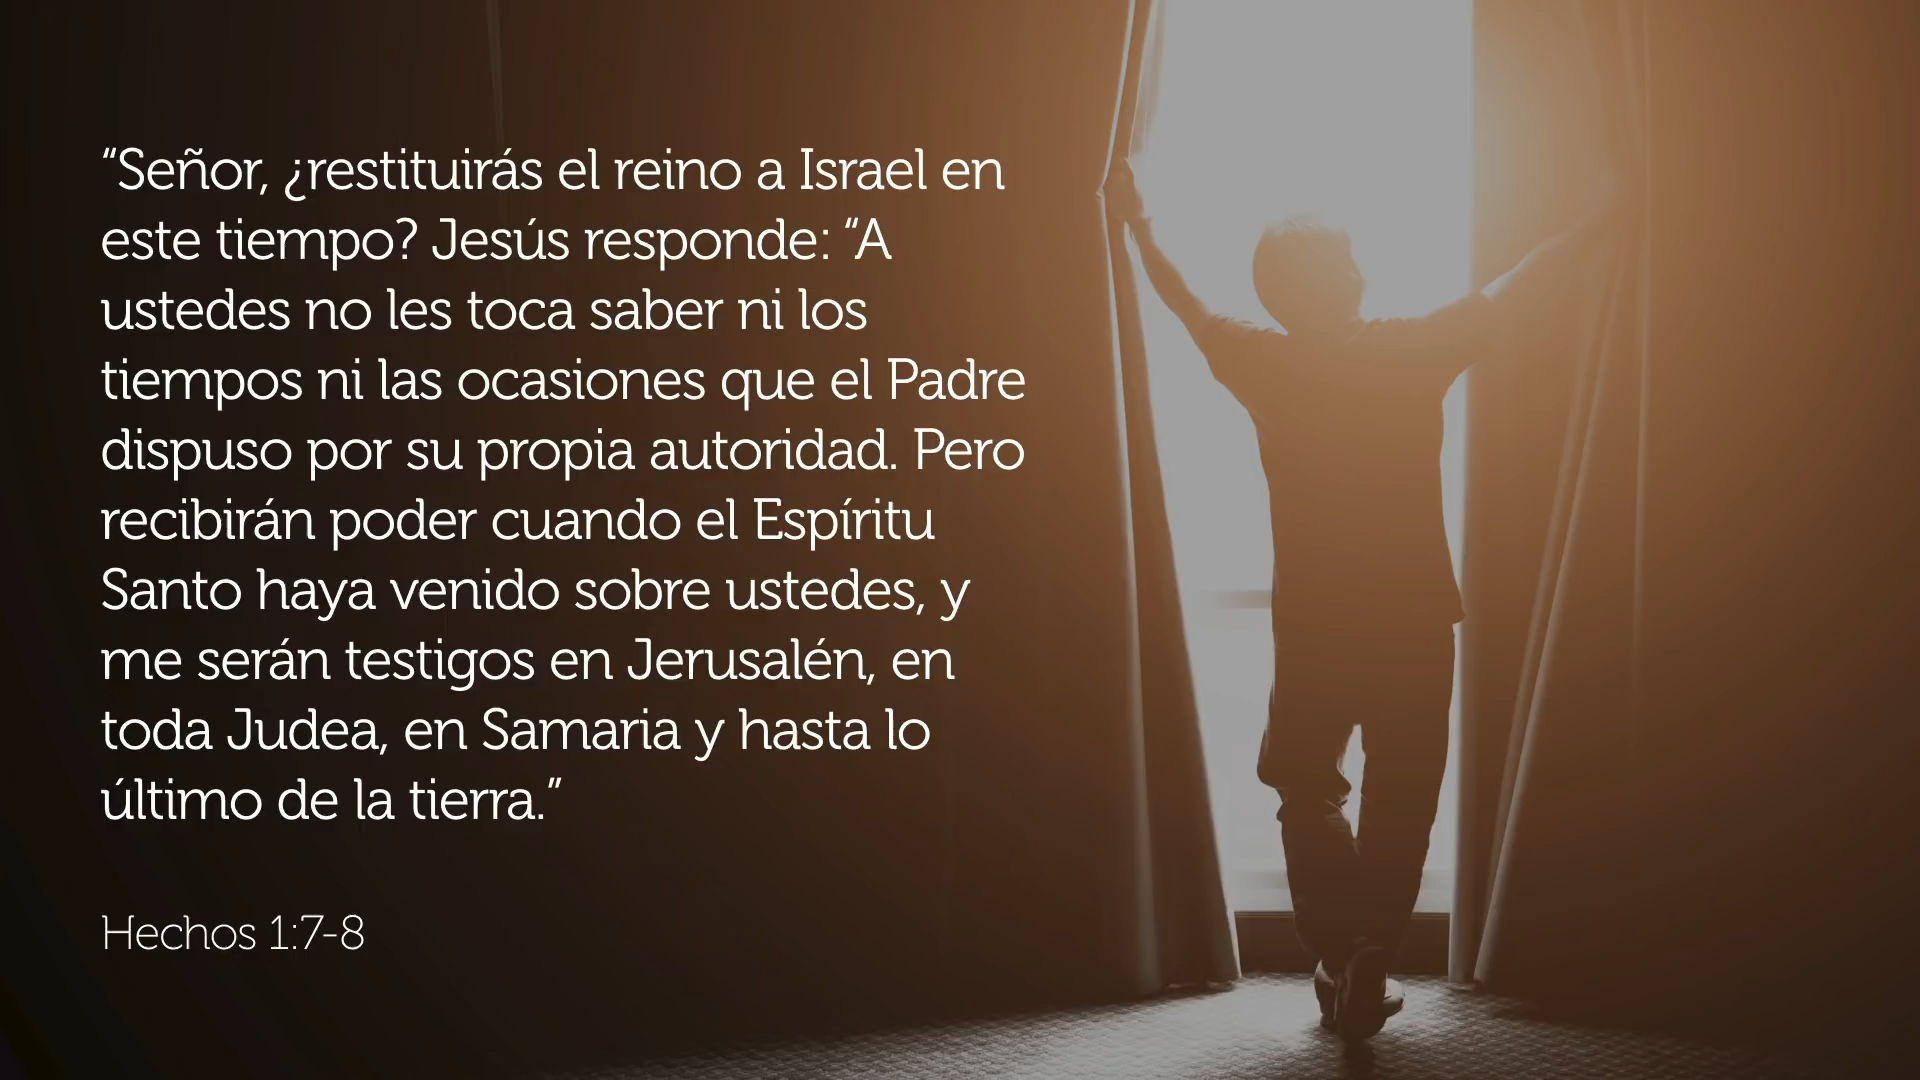 “Señor, ¿restituirás el reino a Israel en
este tiempo? Jesús responde: “A
ustedes no les toca saber ni los
tiempos ni las ocasiones que el Padre
dispuso por su propia autoridad. Pero
recibirán poder cuando el Espíritu
Santo haya venido sobre ustedes, y
me serán testigos en Jerusalén, en
toda Judea, en Samaria y hasta lo
último de la tierra.”
Hechos 1:7-8